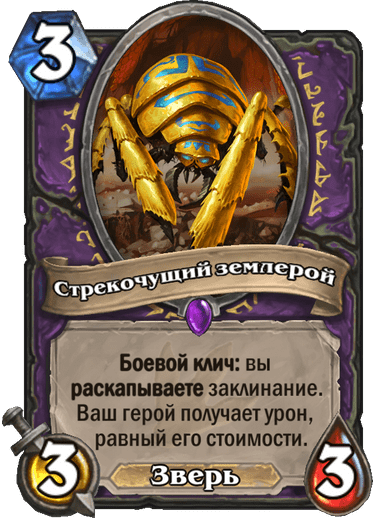 3
Стрекочущий землерой
Боевой клич: вы
раскапываете заклинание.
Ваш герой получает урон,
равный его стоимости.
3
Зверь
3